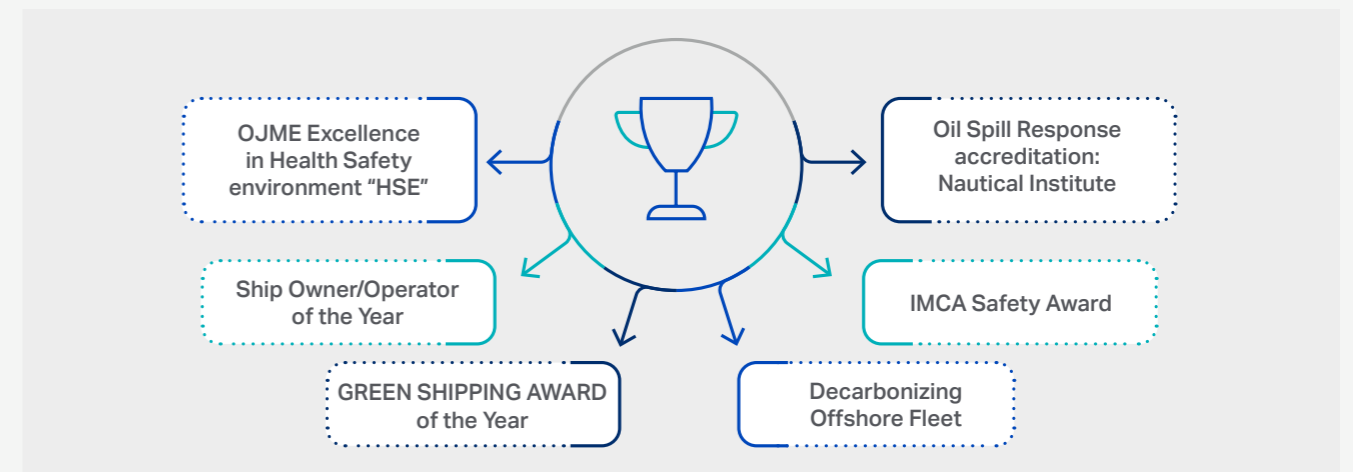 OJME Excellence
in Health Safety
environment “HSE”
Oil Spill Response
accreditation:
Nautical Institute
Ship Owner/Operator
of the Year
IMCA Safety Award
GREEN SHIPPING AWARD
of the Year
Decarbonizing
Offshore Fleet